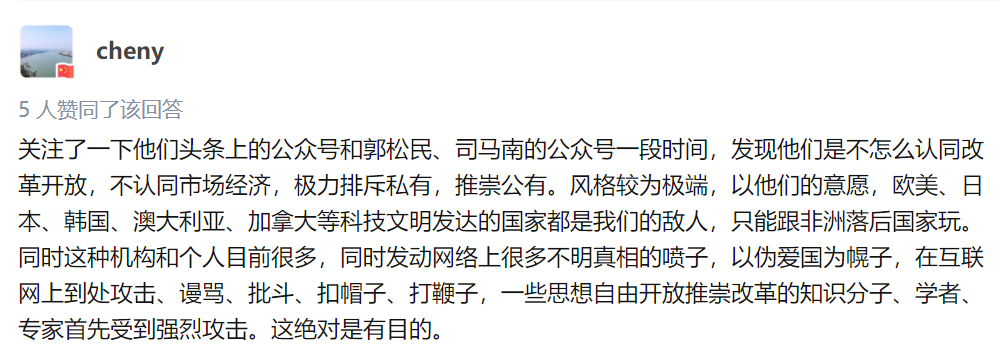 cheny
5 人赞同了该回答
关注了一下他们头条上的公众号和郭松民、司马南的公众号一段时间，发现他们是不怎么认同改
革开放，不认同市场经济，极力排斥私有，推崇公有。风格较为极端，以他们的意愿，欧美、日
本、韩国、澳大利亚、加拿大等科技文明发达的国家都是我们的敌人，只能跟非洲落后国家玩。
同时这种机构和个人目前很多，同时发动网络上很多不明真相的喷子，以伪爱国为幌子，在互联
网上到处攻击、谩骂、批斗、扣帽子、打鞭子，一些思想自由开放推崇改革的知识分子、学者、
专家首先受到强烈攻击。这绝对是有目的。